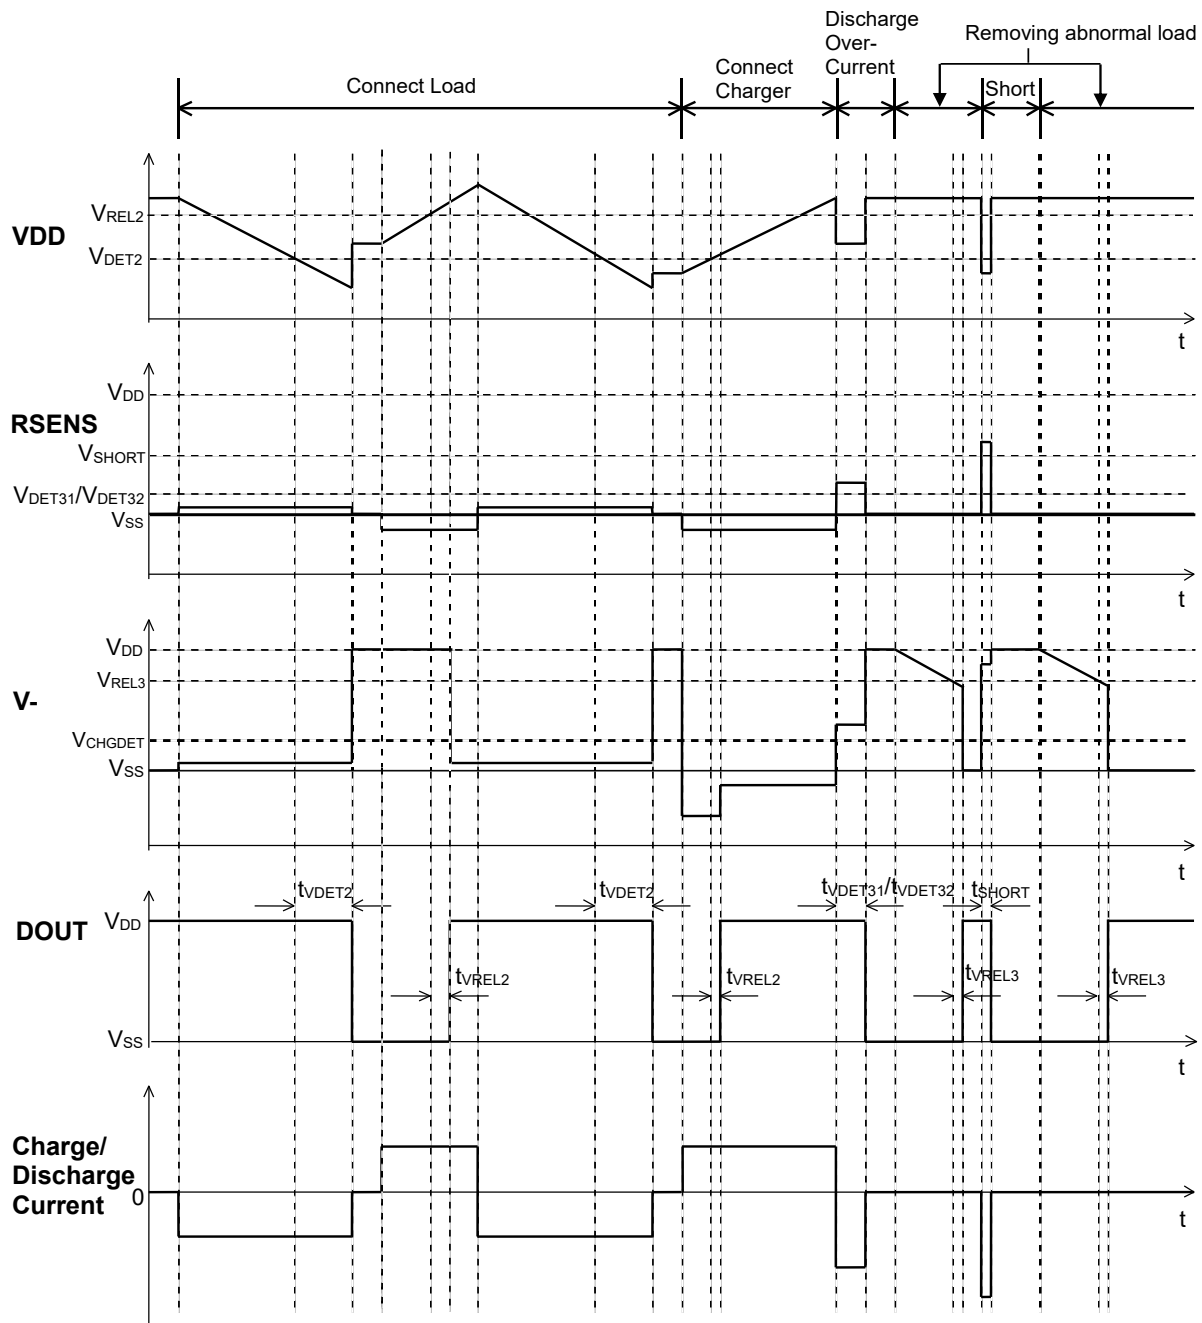 Discharge
Over-
Current
Removing abnormal load
Connect Load
Connect
Charger
Short
VREL2
VDD
VDET2
t
VDD
RSENS
VSHORT
VDET31/VDET32
VSS
t
VDD
VREL3
V-
VCHGDET
VSS
t
tVDET2
tVDET2
tVDET31/tVDET32
tSHORT
DOUT
VDD
tVREL2
tVREL2
tVREL3
tVREL3
VSS
t
Charge/
Discharge
Current
0
t